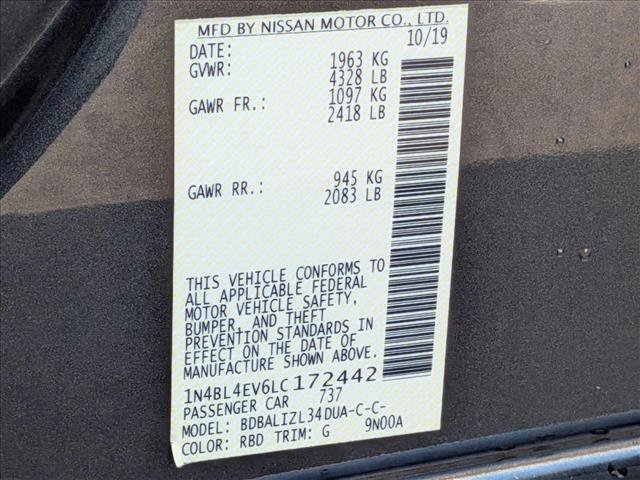 MFD BY NISSAN MOTOR CO., LTD.
DATE: 10/19
GVWR: 1963 KG
4328 LB
GAWR FR.: 1097 KG
2418 LB
GAWR RR.: 945 KG
2083 LB
THIS VEHICLE CONFORMS TO
ALL APPLICABLE FEDERAL
MOTOR VEHICLE SAFETY,
BUMPER, AND THEFT
PREVENTION STANDARDS IN
EFFECT ON THE DATE OF
MANUFACTURE SHOWN ABOVE.
1N4BL4EV6LC172442
PASSENGER CAR 737
MODEL: BDBALIZL34DUA-C-C-
COLOR: RBD TRIM: G 9N00A